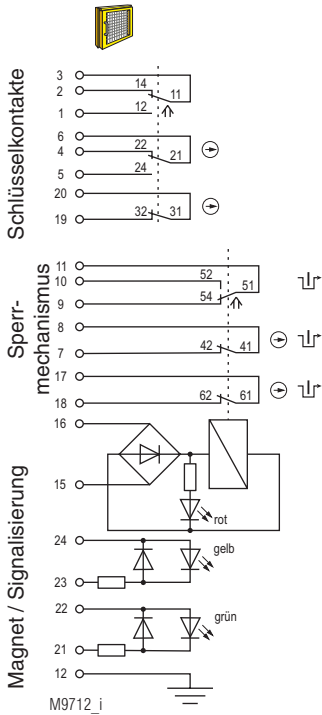 Schlüsselkontakte
3
2 14 11
1 12
6
4 22 21
5 24
20
19 32 31
Sperr-
mechanismus
11
10 52 51
9 54
8
7 42 41
17
18 62 61
Magnet / Signalisierung
16
15
rot
24
gelb
23
22
grün
21
12
M9712_i